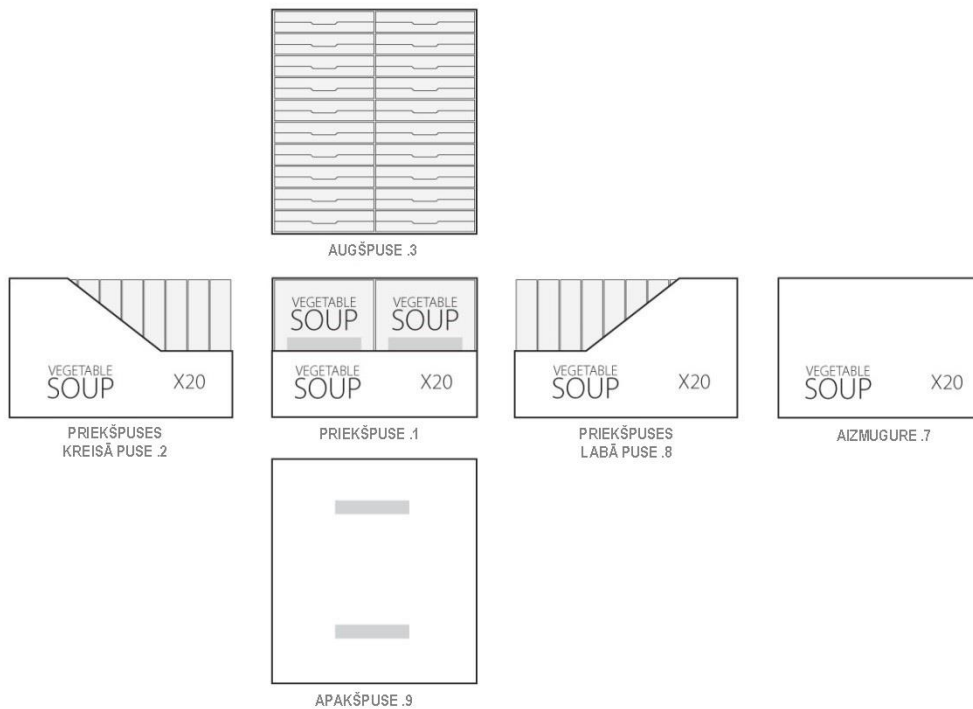 AUGŠPUSE .3
VEGETABLE
SOUP
X20
PRIEKŠPUSES
KREISĀ PUSE .2
VEGETABLE
SOUP
VEGETABLE
SOUP
VEGETABLE
SOUP
X20
PRIEKŠPUSE .1
VEGETABLE
SOUP
X20
PRIEKŠPUSES
LABĀ PUSE .8
VEGETABLE
SOUP
X20
AIZMUGURE .7
APAKŠPUSE .9